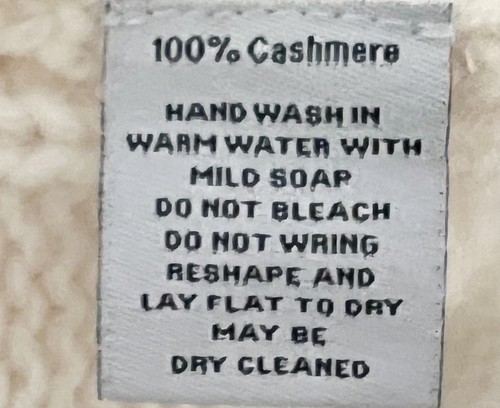 100% Cashmere
HAND WASH IN
WARM WATER WITH
MILD SOAP
DO NOT BLEACH
DO NOT WRING
RESHAPE AND
LAY FLAT TO DRY
MAY BE
DRY CLEANED